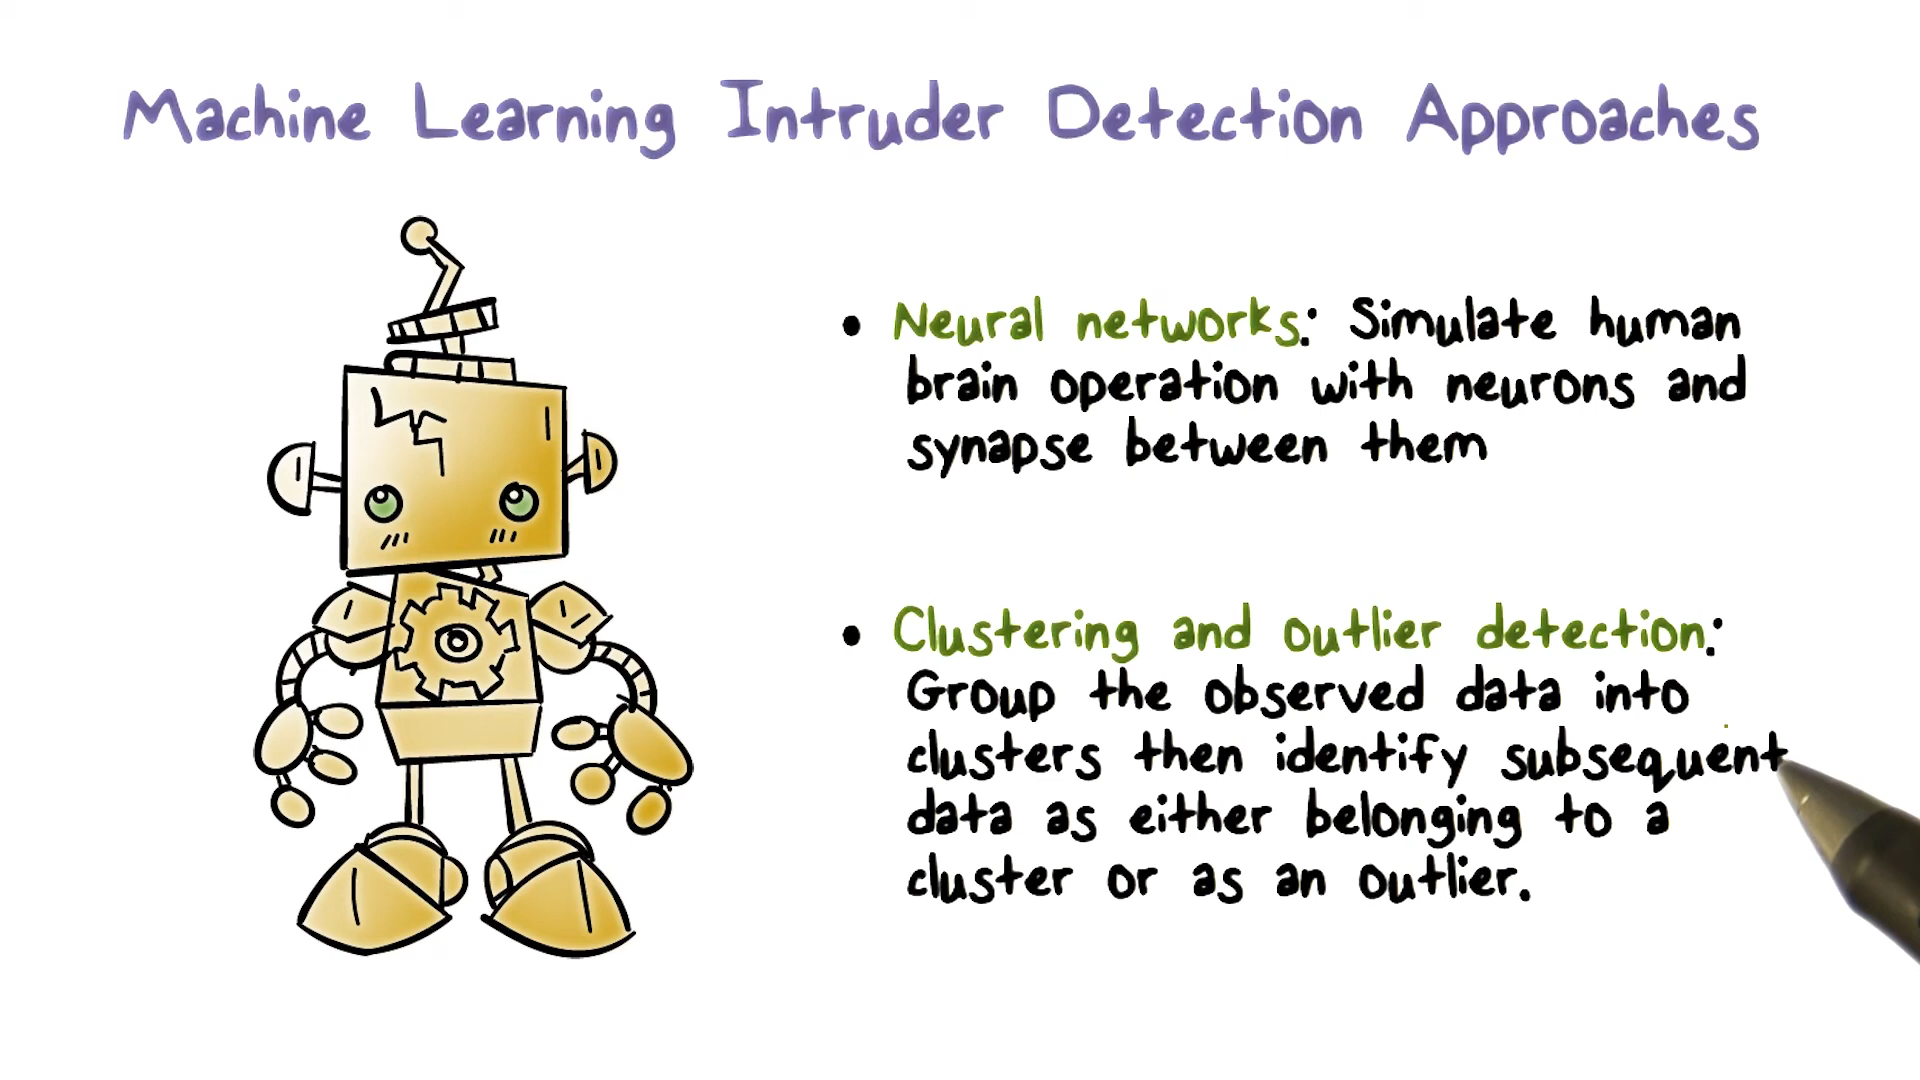 Machine Learning Intruder Detection Approaches
• Neural networks: Simulate human
brain operation with neurons and
synapse between them
• Clustering and outlier detection:
Group the observed data into
clusters then identify subsequent
data as either belonging to a
cluster or as an outlier.